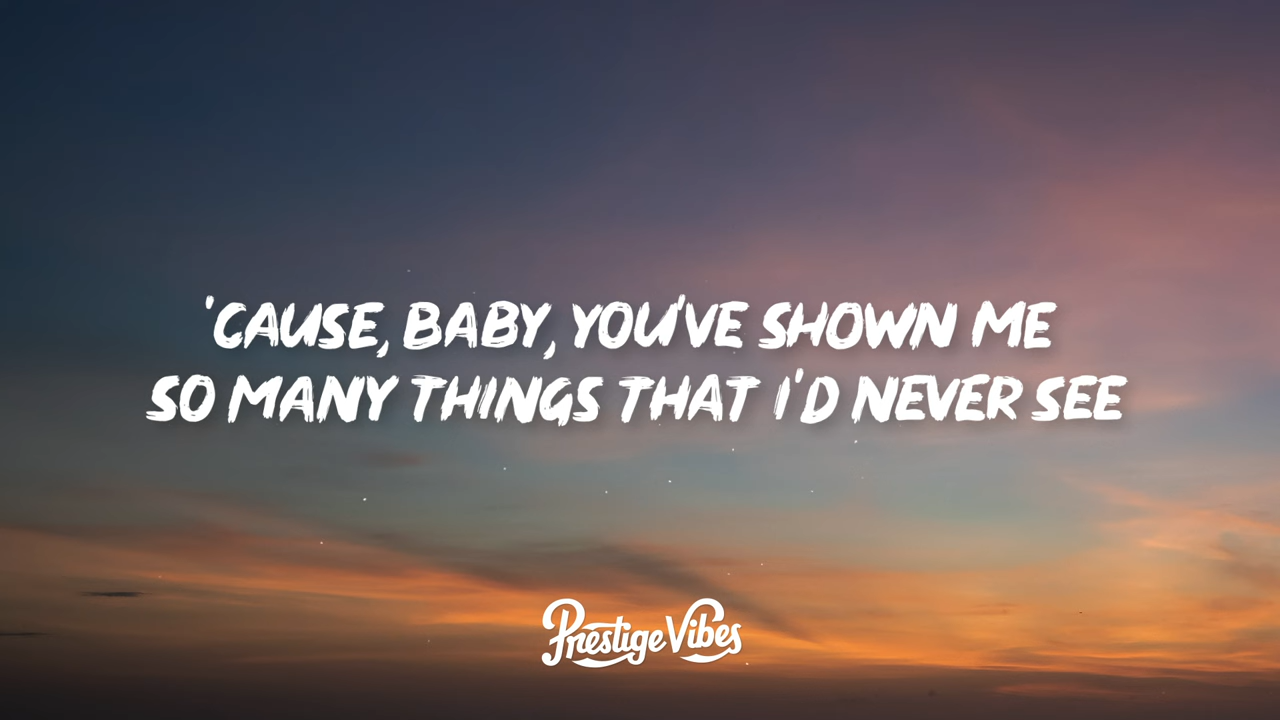 'CAUSE, BABY, YOU'VE SHOWN ME
SO MANY THINGS THAT I'D NEVER SEE
Prestige Vibes